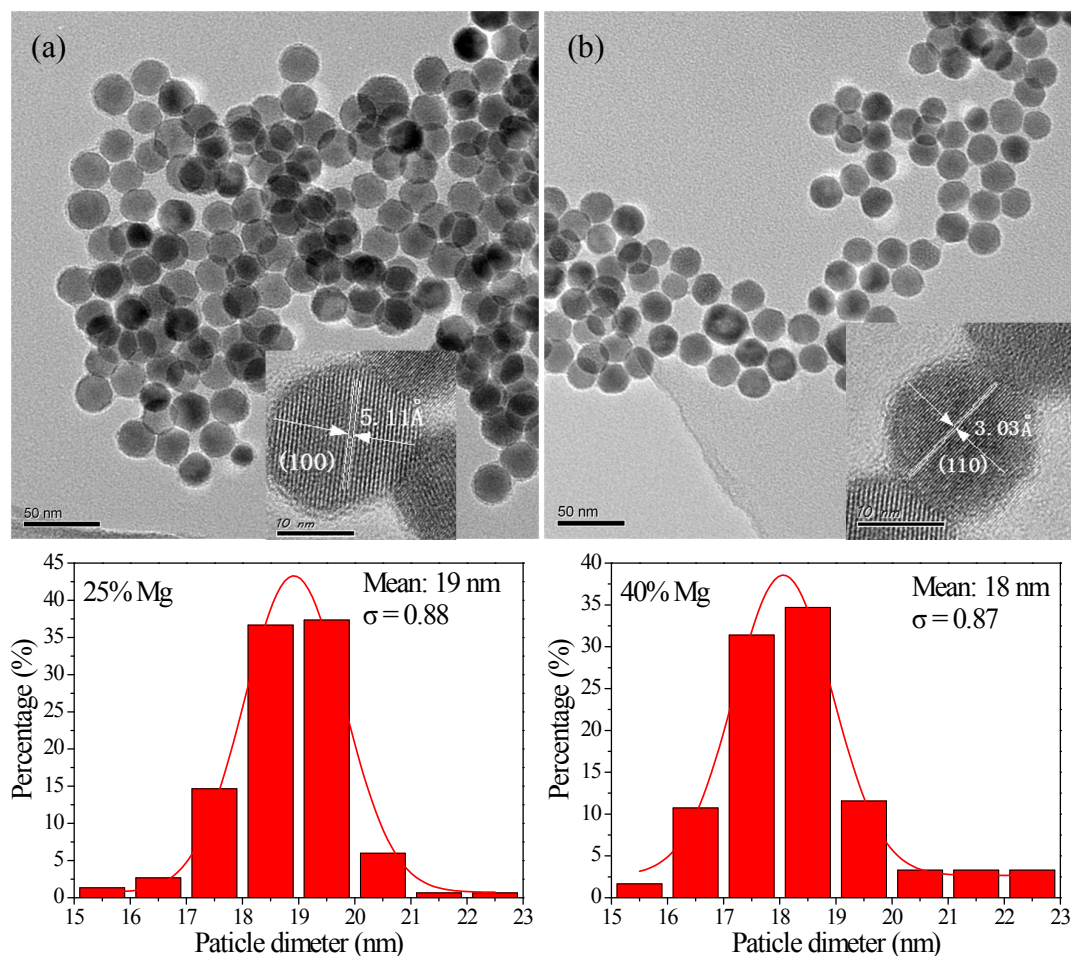 (a)
5.11Å
(100)
50 nm
10 nm
(b)
3.03Å
(110)
50 nm
10 nm
25% Mg
Mean: 19 nm
σ = 0.88
Percentage (%)
45
40
35
30
25
20
15
10
5
0
15 16 17 18 19 20 21 22 23
Paticle dimeter (nm)
40% Mg
Mean: 18 nm
σ = 0.87
Percentage (%)
40
35
30
25
20
15
10
5
0
15 16 17 18 19 20 21 22 23
Paticle dimeter (nm)